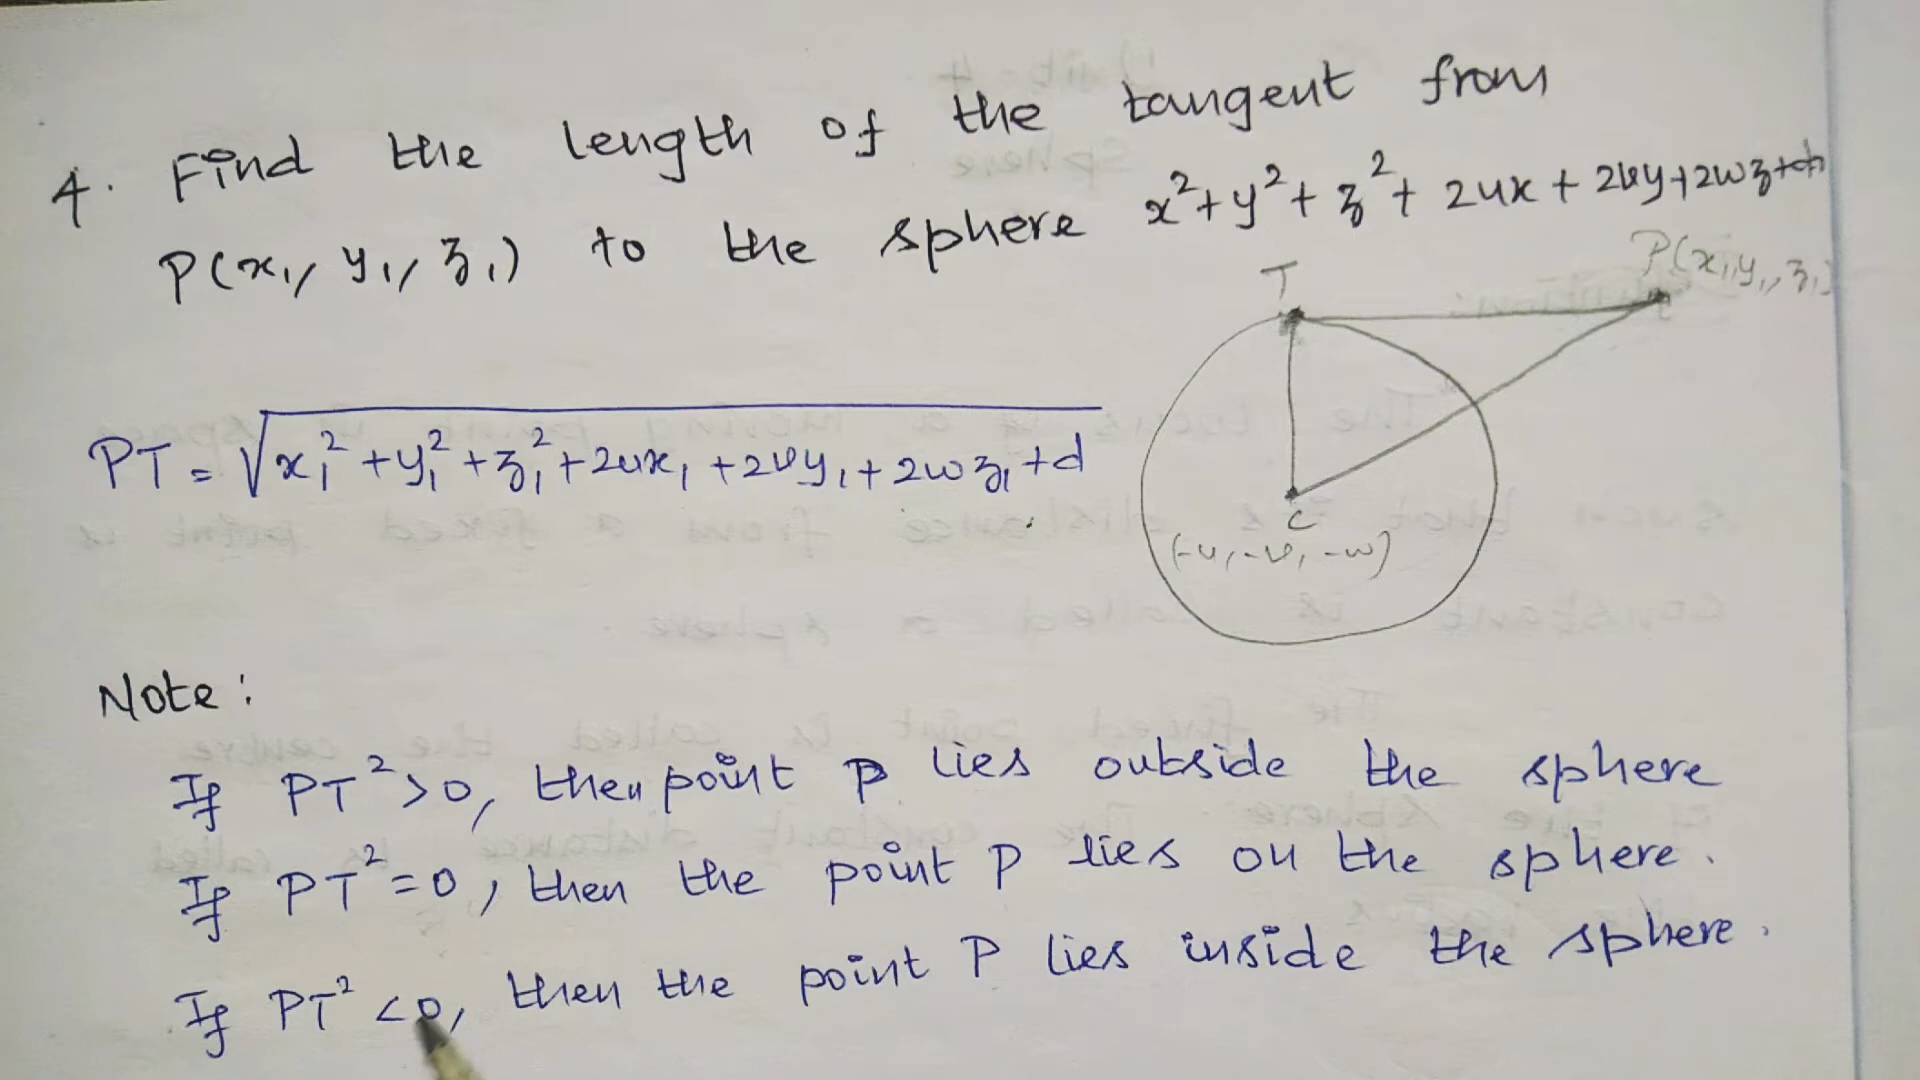 4. Find the length of the tangent from
P(x₁, y₁, z₁) to the sphere x²+y²+z²+2ux+2vy+2wz+d
T
P(x₁,y₁,z₁)
PT = √x₁²+y₁²+z₁²+2ux₁+2vy₁+2wz₁+d
C
(-u,-v,-w)
Note:
If PT²>0, then point P lies outside the sphere
If PT²=0, then the point P lies on the sphere.
If PT²<0, then the point P lies inside the sphere.